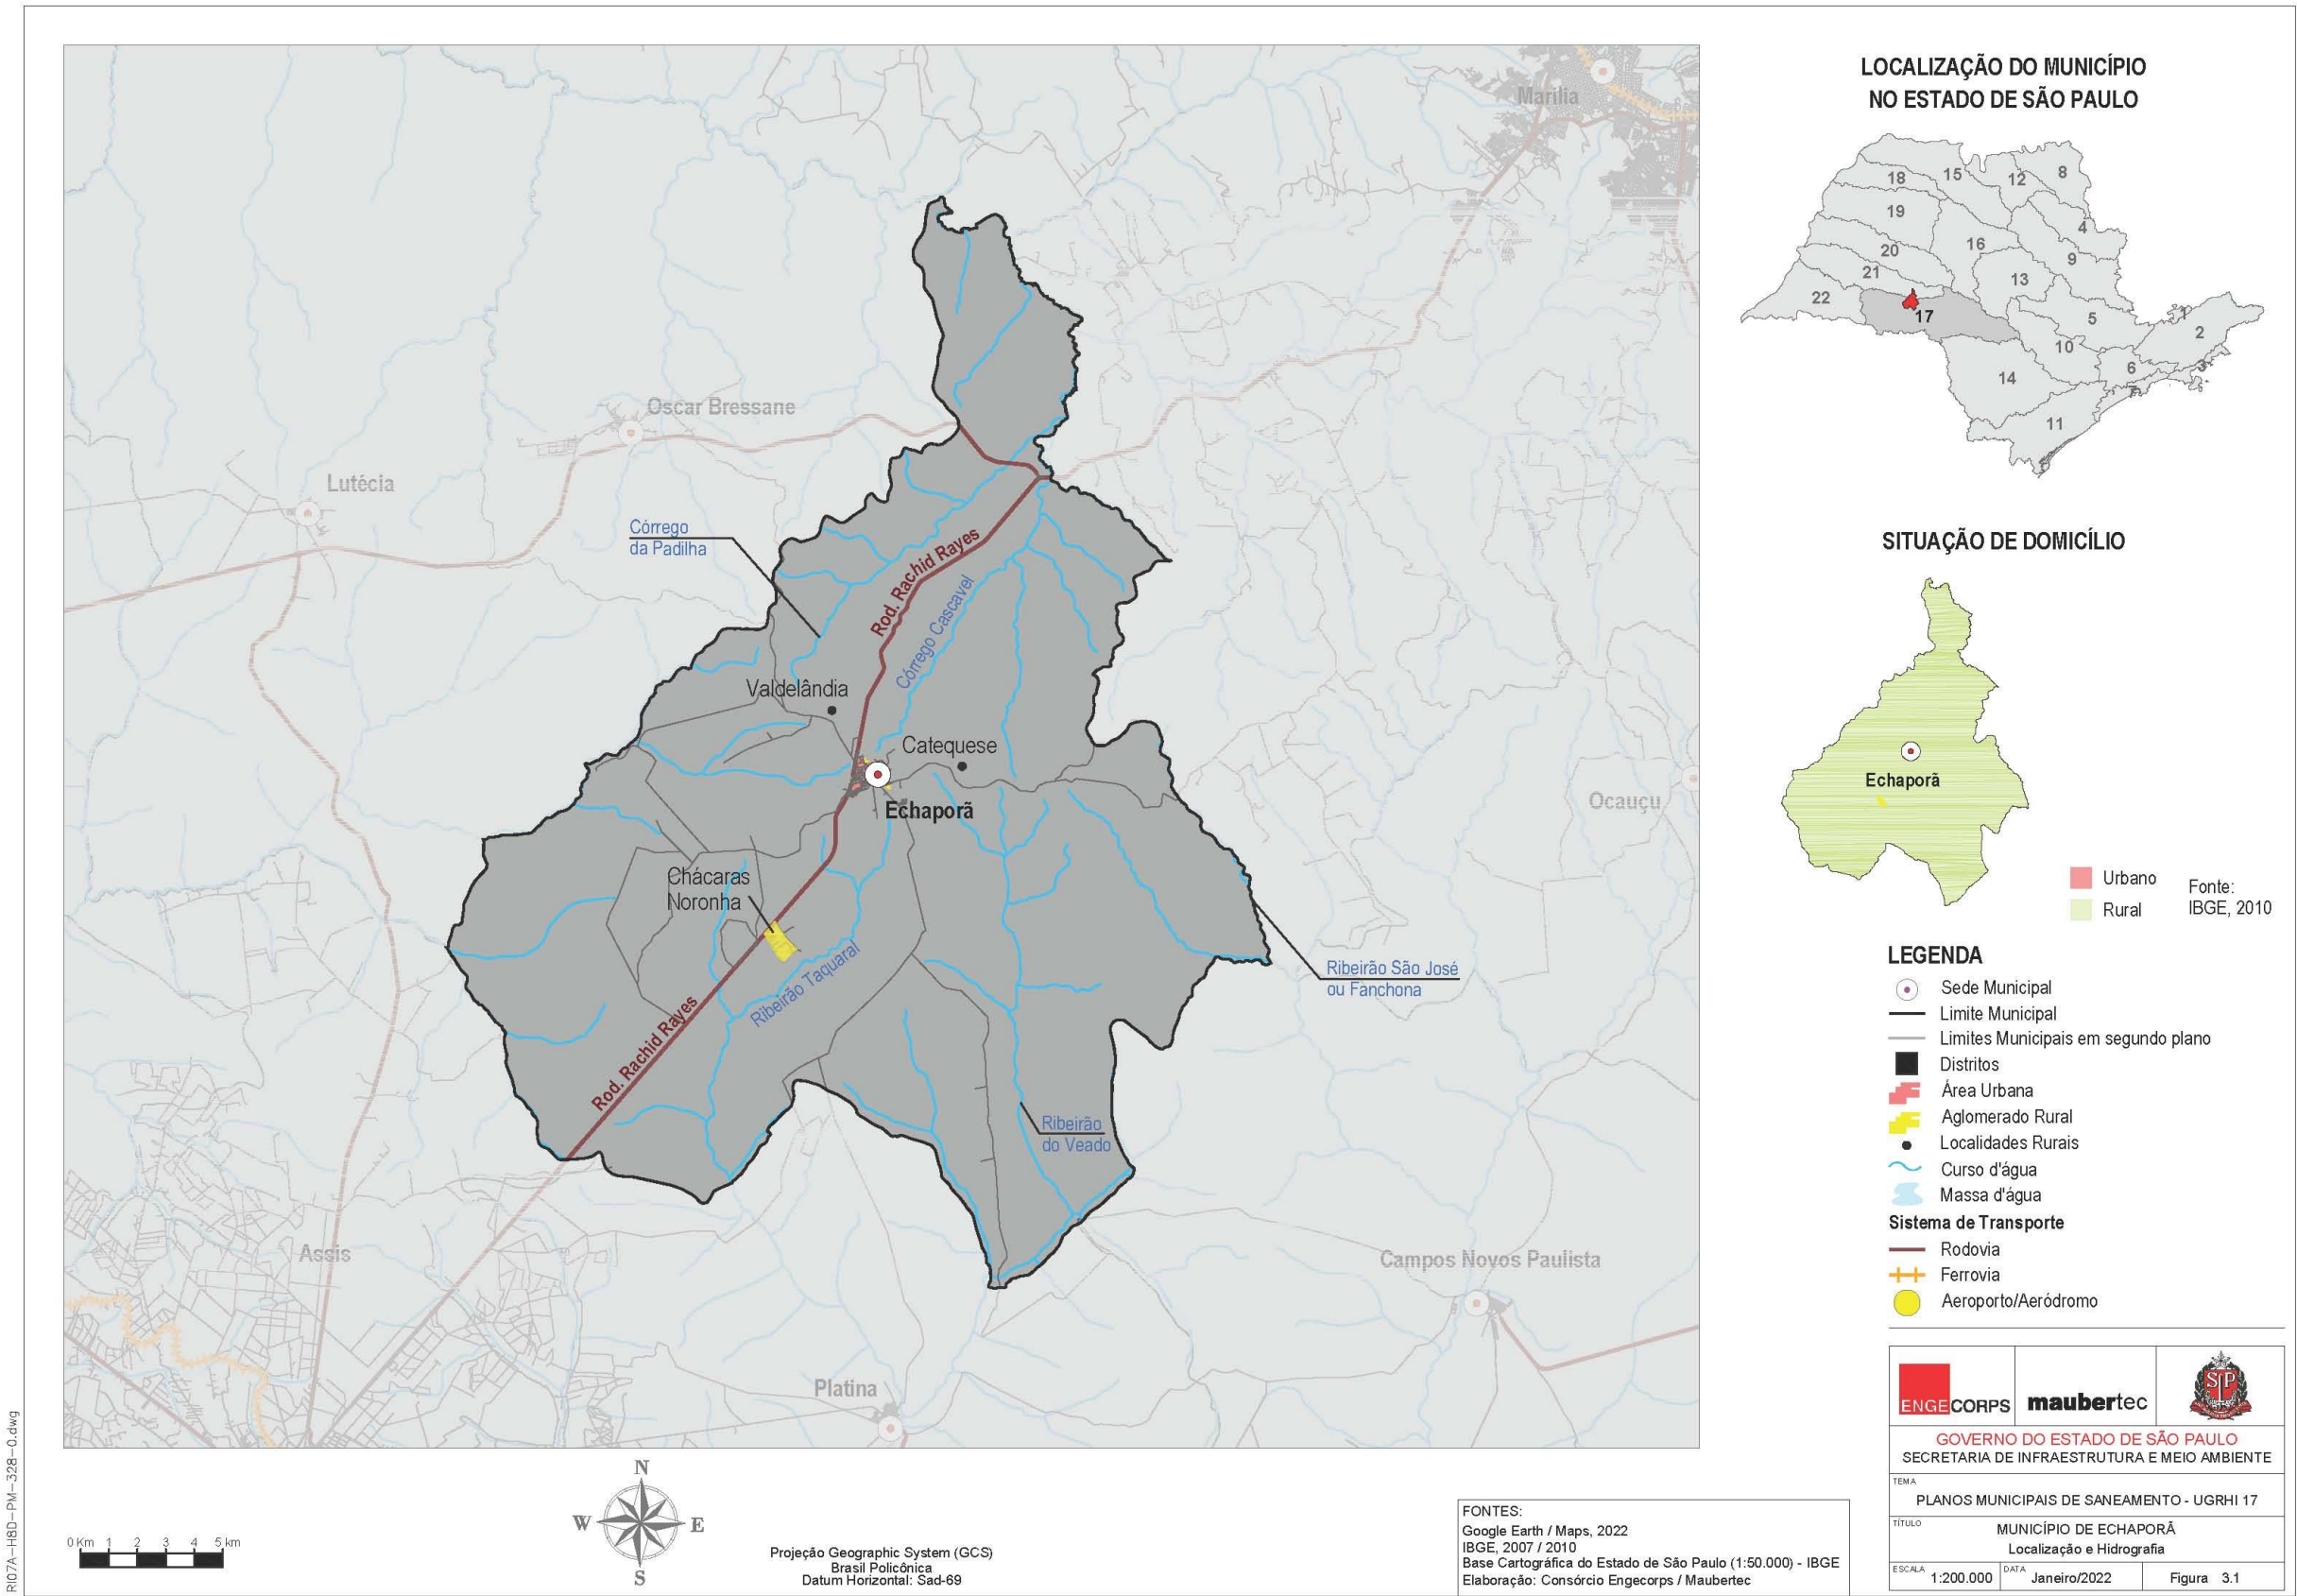 Marília
Oscar Bressane
Lutécia
Córrego
da Padilha
Rod. Rachid Rayes
Córrego Cascavel
Valdelândia
Catequese
Echaporã
Ocauçu
Chácaras
Noronha
Ribeirão Taquaral
Ribeirão São José
ou Fanchona
Rod. Rachid Rayes
Ribeirão
do Veado
Assis
Campos Novos Paulista
Platina
LOCALIZAÇÃO DO MUNICÍPIO
NO ESTADO DE SÃO PAULO
18
15
12
8
19
4
20
16
9
21
13
22
17
5
1
2
10
6
3
7
14
11
SITUAÇÃO DE DOMICÍLIO
Echaporã
Urbano
Rural
Fonte:
IBGE, 2010
LEGENDA
Sede Municipal
Limite Municipal
Limites Municipais em segundo plano
Distritos
Área Urbana
Aglomerado Rural
Localidades Rurais
Curso d'água
Massa d'água
Sistema de Transporte
Rodovia
Ferrovia
Aeroporto/Aeródromo
ENGECORPS
maubertec
SP
GOVERNO DO ESTADO DE SÃO PAULO
SECRETARIA DE INFRAESTRUTURA E MEIO AMBIENTE
TEMA
PLANOS MUNICIPAIS DE SANEAMENTO - UGRHI 17
TÍTULO
MUNICÍPIO DE ECHAPORÃ
Localização e Hidrografia
ESCALA 1:200.000
DATA Janeiro/2022
Figura 3.1
0 Km 1 2 3 4 5 km
N
W
E
S
Projeção Geographic System (GCS)
Brasil Policônica
Datum Horizontal: Sad-69
FONTES:
Google Earth / Maps, 2022
IBGE, 2007 / 2010
Base Cartográfica do Estado de São Paulo (1:50.000) - IBGE
Elaboração: Consórcio Engecorps / Maubertec
RI07A-H8D-PM-328-0.dwg